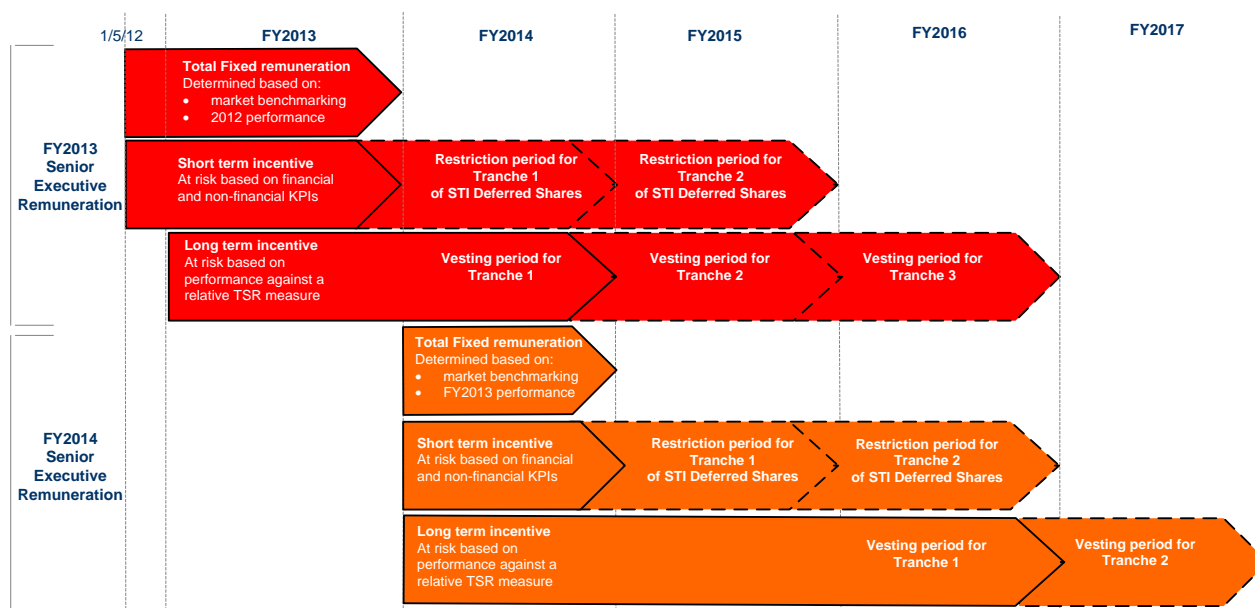 1/5/12
FY2013
FY2014
FY2015
FY2016
FY2017
FY2013
Senior
Executive
Remuneration
Total Fixed remuneration
Determined based on:
• market benchmarking
• 2012 performance
Short term incentive
At risk based on financial
and non-financial KPIs
Restriction period for
Tranche 1
of STI Deferred Shares
Restriction period for
Tranche 2
of STI Deferred Shares
Long term incentive
At risk based on
performance against a
relative TSR measure
Vesting period for
Tranche 1
Vesting period for
Tranche 2
Vesting period for
Tranche 3
FY2014
Senior
Executive
Remuneration
Total Fixed remuneration
Determined based on:
• market benchmarking
• FY2013 performance
Short term incentive
At risk based on financial
and non-financial KPIs
Restriction period for
Tranche 1
of STI Deferred Shares
Restriction period for
Tranche 2
of STI Deferred Shares
Long term incentive
At risk based on
performance against a
relative TSR measure
Vesting period for
Tranche 1
Vesting period for
Tranche 2